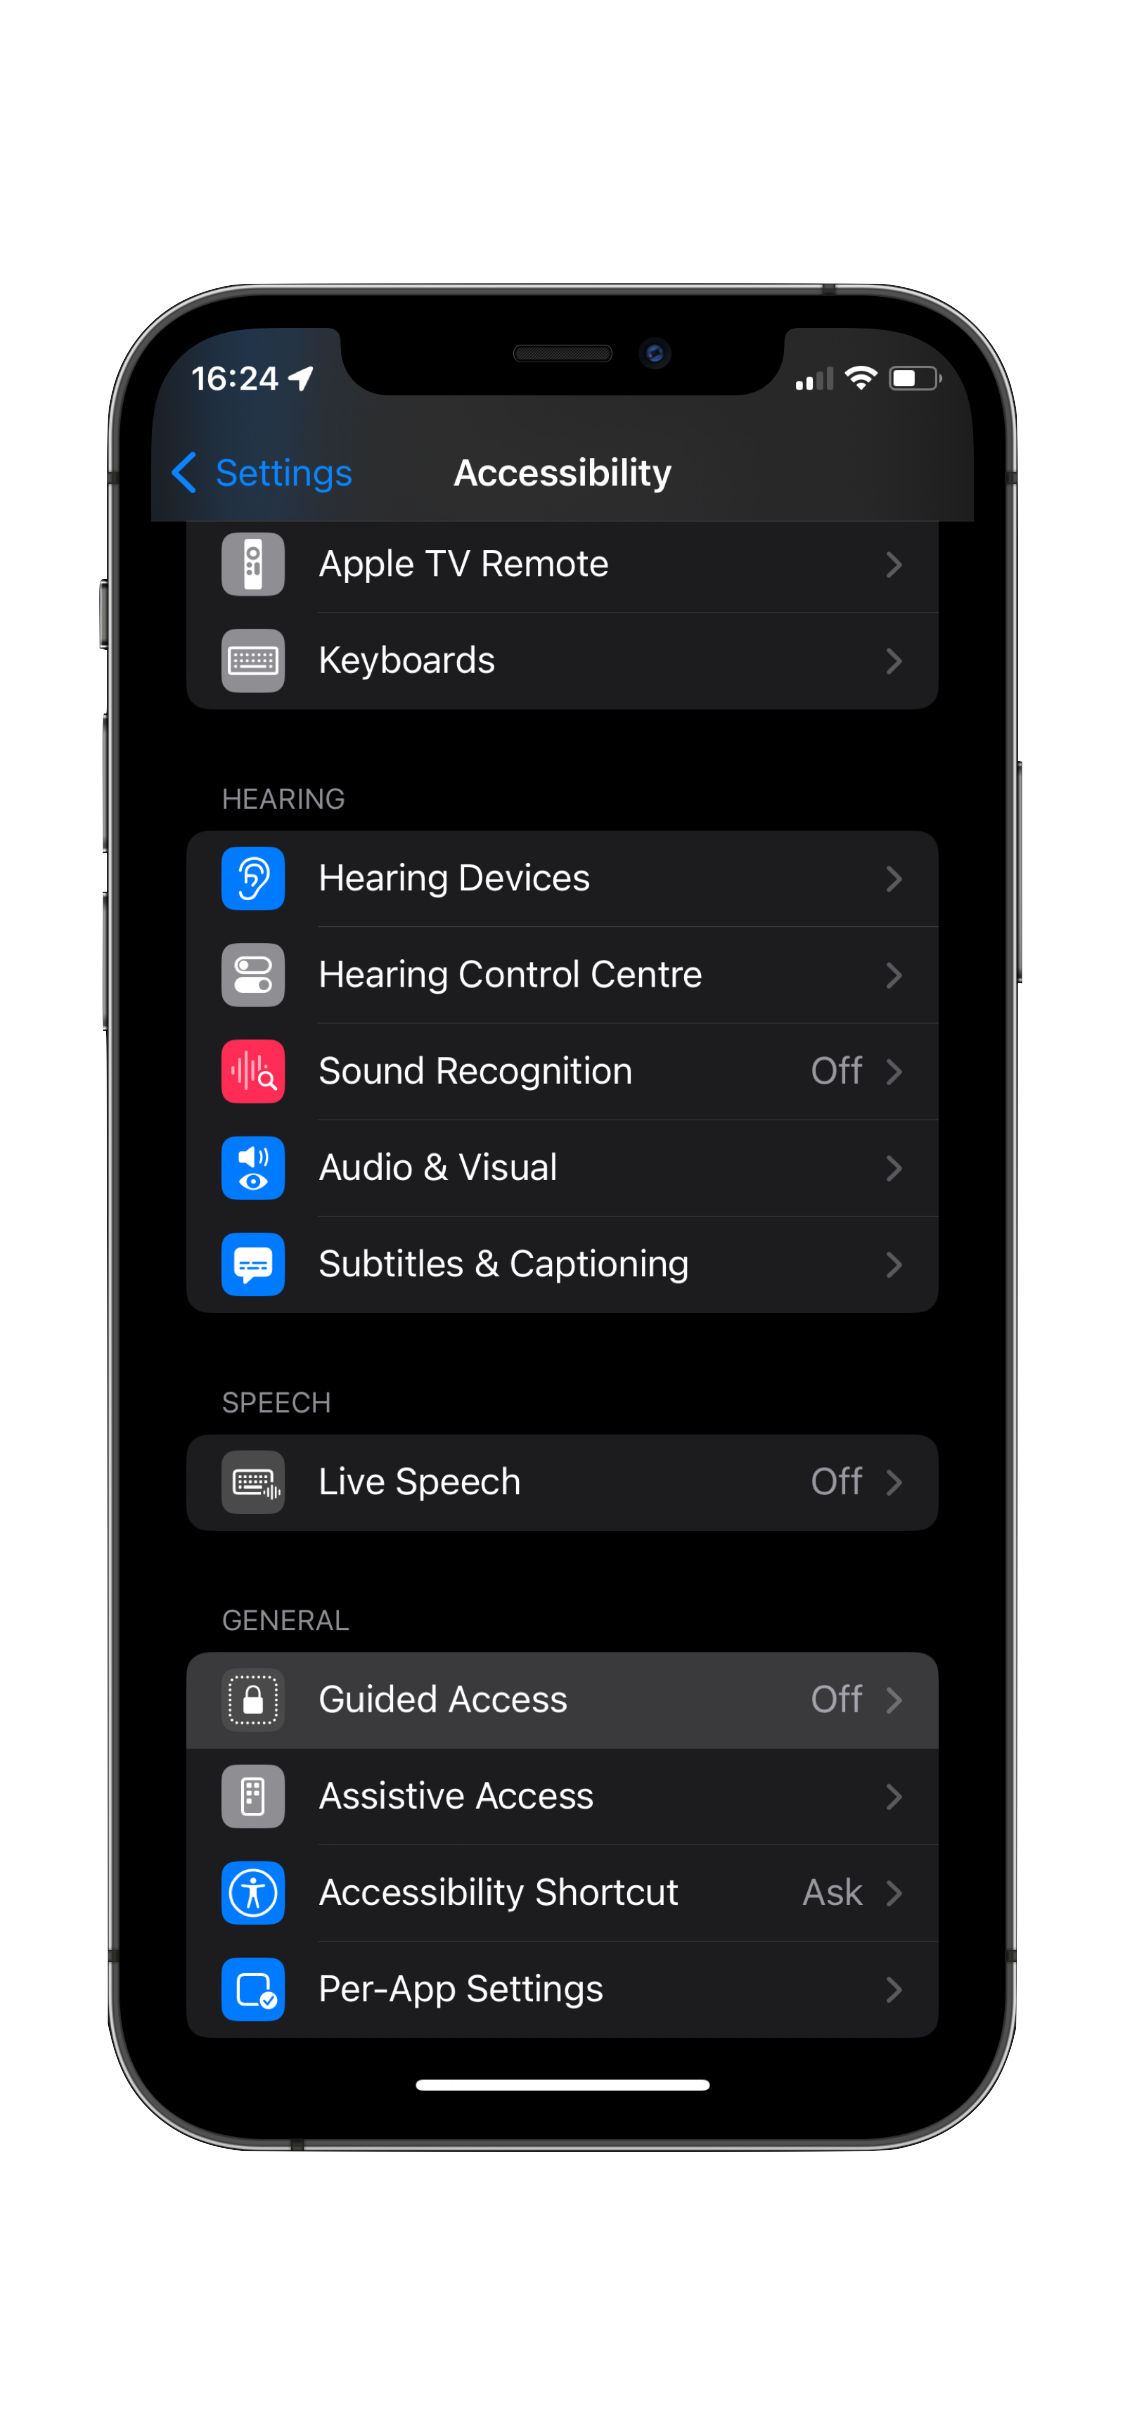 16:24
Settings
Accessibility
Apple TV Remote
Keyboards
HEARING
Hearing Devices
Hearing Control Centre
Sound Recognition Off
Audio & Visual
Subtitles & Captioning
SPEECH
Live Speech Off
GENERAL
Guided Access Off
Assistive Access
Accessibility Shortcut Ask
Per-App Settings